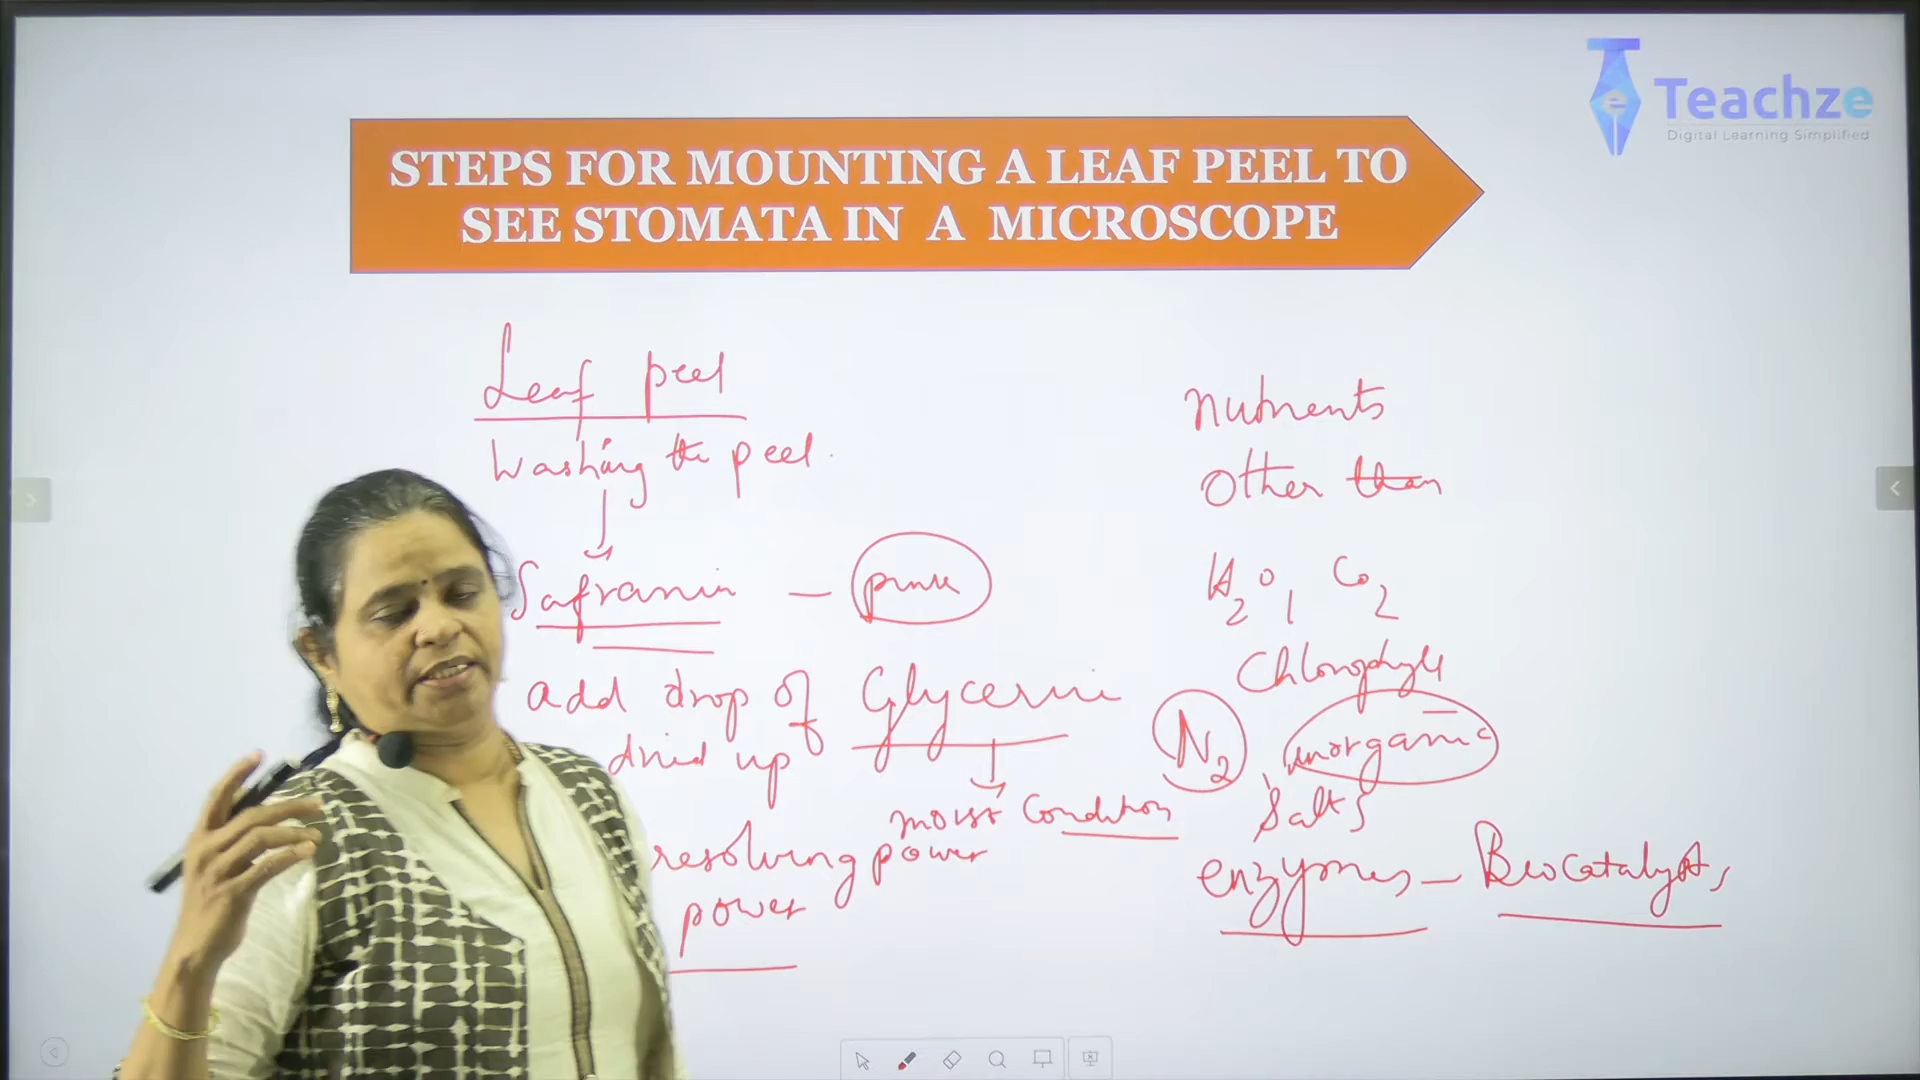 Teachze
Digital Learning Simplified
STEPS FOR MOUNTING A LEAF PEEL TO
SEE STOMATA IN A MICROSCOPE
Leaf peel
Washing the peel
Safranin — pink
add drop of Glycerin
dried up
moist Condition
resolving power
power
Nutrients
Other than
H2O, CO2
Chlorophyll
N2 inorganic
Salts
enzymes — Biocatalysts